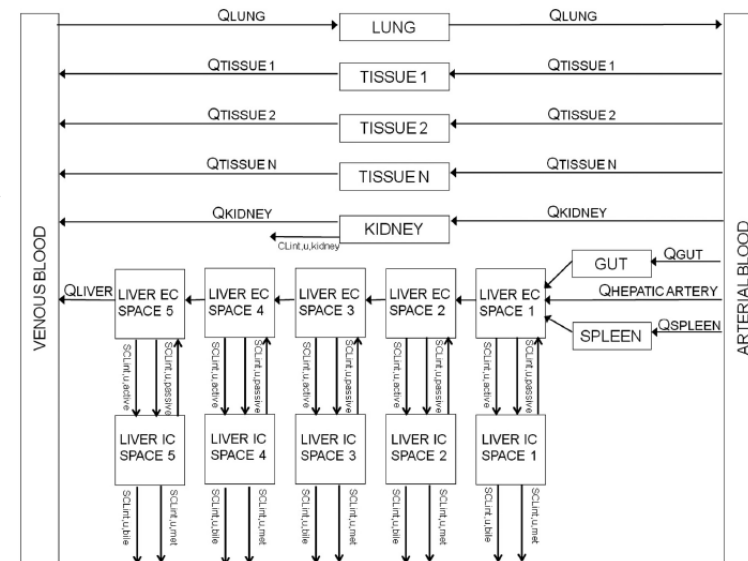 QLUNG
QLUNG
LUNG
QTISSUE 1
QTISSUE 1
TISSUE 1
QTISSUE 2
QTISSUE 2
TISSUE 2
QTISSUE N
QTISSUE N
TISSUE N
QKIDNEY
QKIDNEY
KIDNEY
CLint,u,kidney
VENOUS BLOOD
ARTERIAL BLOOD
GUT
QGUT
QLIVER
QHEPATIC ARTERY
SPLEEN
QSPLEEN
LIVER EC
SPACE 5
LIVER EC
SPACE 4
LIVER EC
SPACE 3
LIVER EC
SPACE 2
LIVER EC
SPACE 1
SCLint,u,active
SCLint,u,passive
SCLint,u,active
SCLint,u,passive
SCLint,u,active
SCLint,u,passive
SCLint,u,active
SCLint,u,passive
SCLint,u,active
SCLint,u,passive
LIVER IC
SPACE 5
LIVER IC
SPACE 4
LIVER IC
SPACE 3
LIVER IC
SPACE 2
LIVER IC
SPACE 1
SCLint,u,bile
SCLint,u,met
SCLint,u,bile
SCLint,u,met
SCLint,u,bile
SCLint,u,met
SCLint,u,bile
SCLint,u,met
SCLint,u,bile
SCLint,u,met